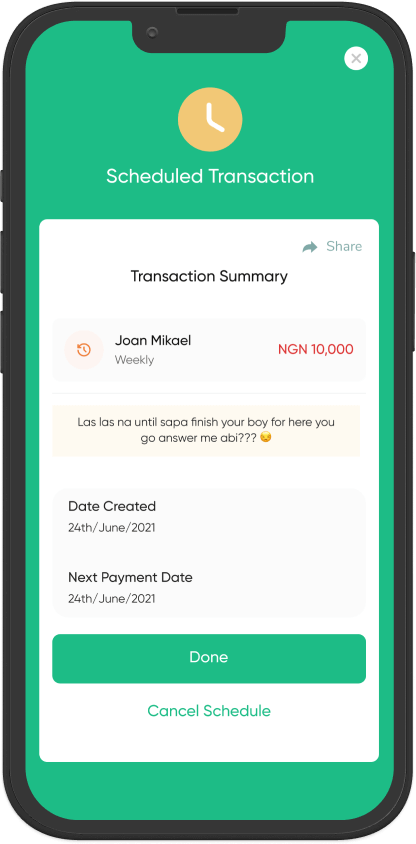 Scheduled Transaction
Share
Transaction Summary
Joan Mikael
Weekly
NGN 10,000
Las las na until sapa finish your boy for here you
go answer me abi??? 😒
Date Created
24th/June/2021
Next Payment Date
24th/June/2021
Done
Cancel Schedule